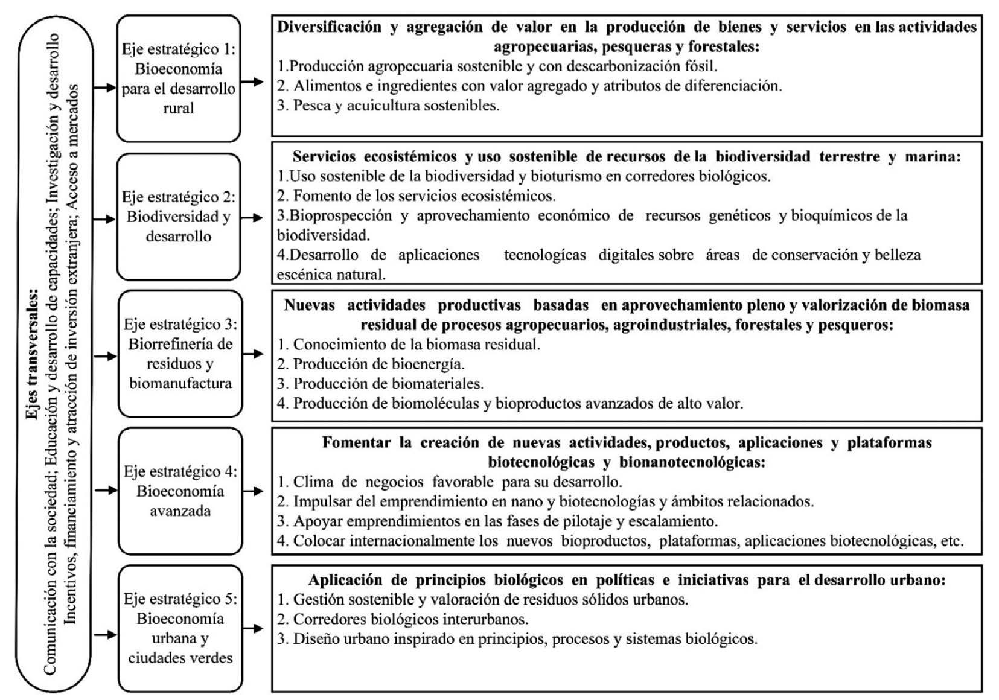 Ejes transversales:
Comunicación con la sociedad; Educación y desarrollo de capacidades; Investigación y desarrollo
Incentivos, financiamiento y atracción de inversión extranjera; Acceso a mercados
Eje estratégico 1:
Bioeconomía
para el desarrollo
rural
Diversificación y agregación de valor en la producción de bienes y servicios en las actividades
agropecuarias, pesqueras y forestales:
1.Producción agropecuaria sostenible y con descarbonización fósil.
2. Alimentos e ingredientes con valor agregado y atributos de diferenciación.
3. Pesca y acuicultura sostenibles.
Eje estratégico 2:
Biodiversidad y
desarrollo
Servicios ecosistémicos y uso sostenible de recursos de la biodiversidad terrestre y marina:
1.Uso sostenible de la biodiversidad y bioturismo en corredores biológicos.
2. Fomento de los servicios ecosistémicos.
3.Bioprospección y aprovechamiento económico de recursos genéticos y bioquímicos de la
biodiversidad.
4.Desarrollo de aplicaciones tecnologícas digitales sobre áreas de conservación y belleza
escénica natural.
Eje estratégico 3:
Biorrefinería de
residuos y
biomanufactura
Nuevas actividades productivas basadas en aprovechamiento pleno y valorización de biomasa
residual de procesos agropecuarios, agroindustriales, forestales y pesqueros:
1. Conocimiento de la biomasa residual.
2. Producción de bioenergía.
3. Producción de biomateriales.
4. Producción de biomoléculas y bioproductos avanzados de alto valor.
Eje estratégico 4:
Bioeconomía
avanzada
Fomentar la creación de nuevas actividades, productos, aplicaciones y plataformas
biotecnológicas y bionanotecnológicas:
1. Clima de negocios favorable para su desarrollo.
2. Impulsar del emprendimiento en nano y biotecnologías y ámbitos relacionados.
3. Apoyar emprendimientos en las fases de pilotaje y escalamiento.
4. Colocar internacionalmente los nuevos bioproductos, plataformas, aplicaciones biotecnológicas, etc.
Eje estratégico 5:
Bioeconomía
urbana y
ciudades verdes
Aplicación de principios biológicos en políticas e iniciativas para el desarrollo urbano:
1. Gestión sostenible y valoración de residuos sólidos urbanos.
2. Corredores biológicos interurbanos.
3. Diseño urbano inspirado en principios, procesos y sistemas biológicos.